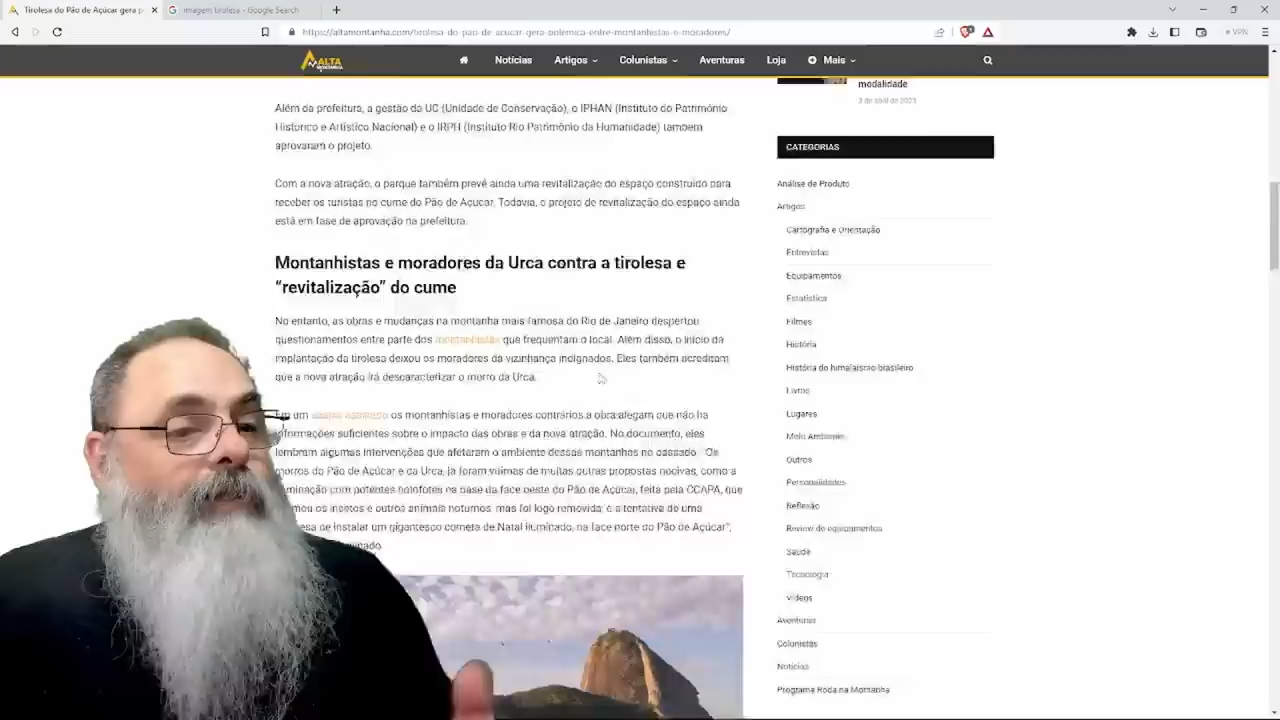 Tirolesa do Pão de Açúcar gera p
imagem tirolesa - Google Search
https://altamontanha.com/tirolesa-do-pao-de-acucar-gera-polemica-entre-montanhistas-e-moradores/
VPN
ALTA
Notícias
Artigos
Colunistas
Aventuras
Loja
Mais
modalidade
3 de abril de 2023
Além da prefeitura, a gestão da UC (Unidade de Conservação), o IPHAN (Instituto do Patrimônio
Histórico e Artístico Nacional) e o IRPH (Instituto Rio Patrimônio da Humanidade) também
aprovaram o projeto.
Com a nova atração, o parque também prevê ainda uma revitalização do espaço construído para
receber os turistas no cume do Pão de Açúcar. Todavia, o projeto de revitalização do espaço ainda
está em fase de aprovação na prefeitura.
Montanhistas e moradores da Urca contra a tirolesa e
“revitalização” do cume
No entanto, as obras e mudanças na montanha mais famosa do Rio de Janeiro despertou
questionamentos entre parte dos montanhistas que frequentam o local. Além disso, o início da
implantação da tirolesa deixou os moradores da vizinhança indignados. Eles também acreditam
que a nova atração irá descaracterizar o morro da Urca.
Em um abaixo assinado os montanhistas e moradores contrários a obra alegam que não há
informações suficientes sobre o impacto das obras e da nova atração. No documento, eles
lembram algumas intervenções que afetaram o ambiente dessas montanhas no passado. “Os
morros do Pão de Açúcar e da Urca, já foram vítimas de muitas outras propostas nocivas, como a
minação com potentes holofotes na base da face oeste do Pão de Açúcar, feita pela CCAPA, que
mou os insetos e outros animais noturnos, mas foi logo removida; e a tentativa de uma
esa de instalar um gigantesco cometa de Natal iluminado, na face norte do Pão de Açúcar”,
CATEGORIAS
Análise de Produto
Artigos
Cartografia e Orientação
Entrevistas
Equipamentos
Estatística
Filmes
História
História do himalaismo brasileiro
Livros
Lugares
Meio Ambiente
Outros
Personalidades
Reflexão
Review de equipamentos
Saúde
Tecnologia
Vídeos
Aventuras
Colunistas
Notícias
Programa Roda na Montanha